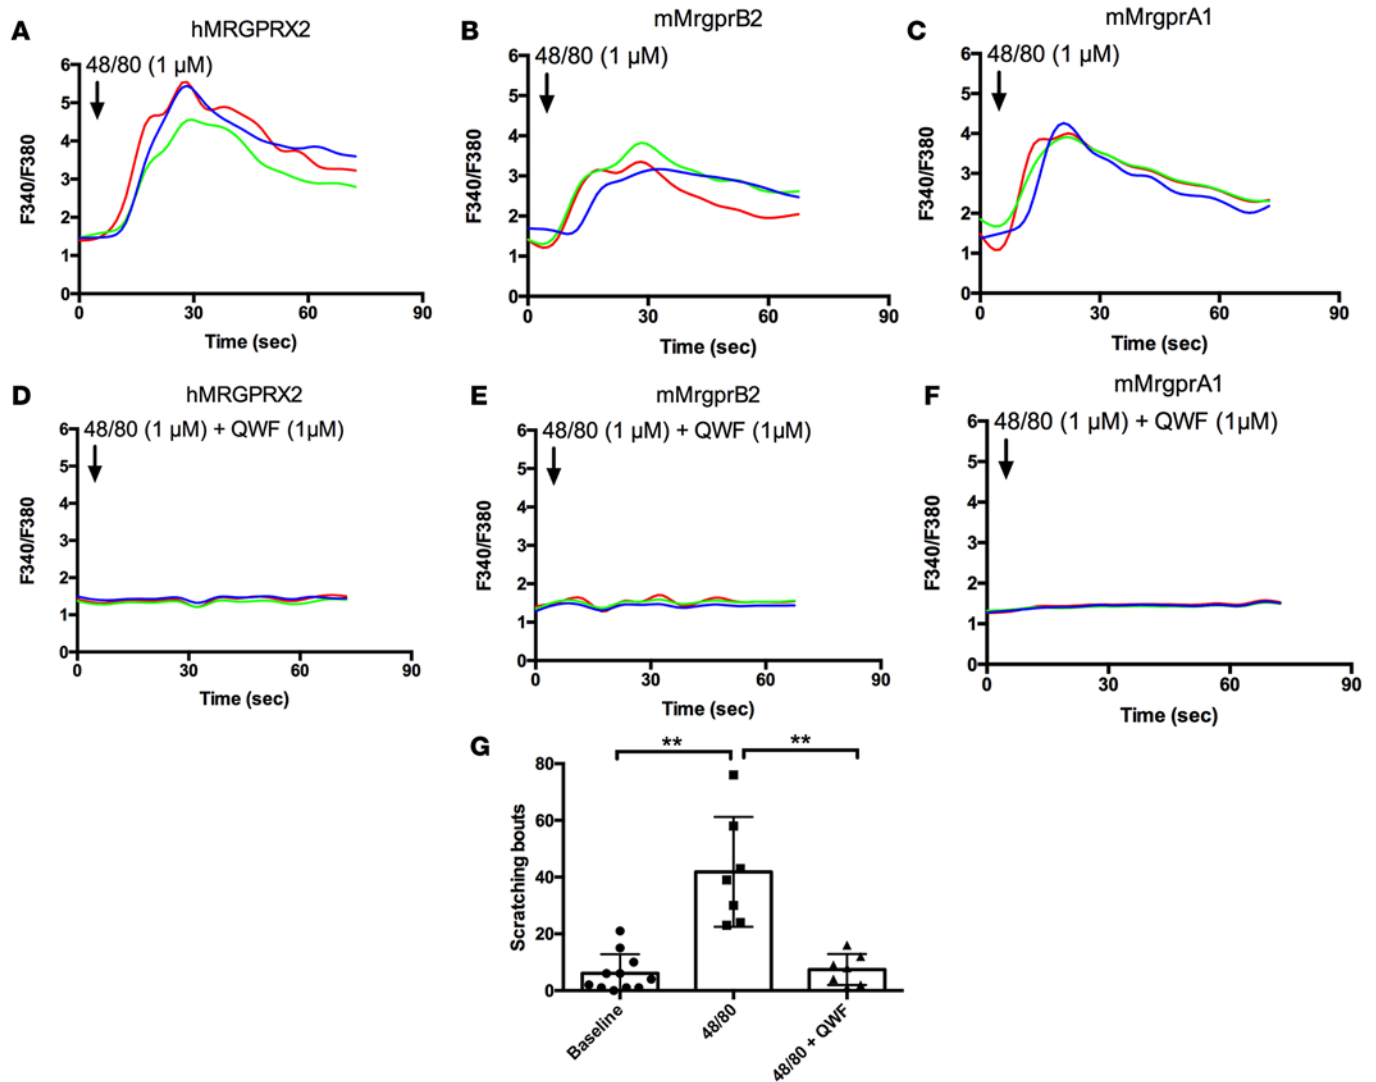 A
hMRGPRX2
48/80 (1 µM)
6
5
4
3
2
1
0
F340/F380
0 30 60 90
Time (sec)
B
mMrgprB2
48/80 (1 µM)
6
5
4
3
2
1
0
F340/F380
0 30 60 90
Time (sec)
C
mMrgprA1
48/80 (1 µM)
6
5
4
3
2
1
0
F340/F380
0 30 60 90
Time (sec)
D
hMRGPRX2
48/80 (1 µM) + QWF (1µM)
6
5
4
3
2
1
0
F340/F380
0 30 60 90
Time (sec)
E
mMrgprB2
48/80 (1 µM) + QWF (1µM)
6
5
4
3
2
1
0
F340/F380
0 30 60 90
Time (sec)
F
mMrgprA1
48/80 (1 µM) + QWF (1µM)
6
5
4
3
2
1
0
F340/F380
0 30 60 90
Time (sec)
G
** **
80
60
40
20
0
Scratching bouts
Baseline
48/80
48/80 + QWF